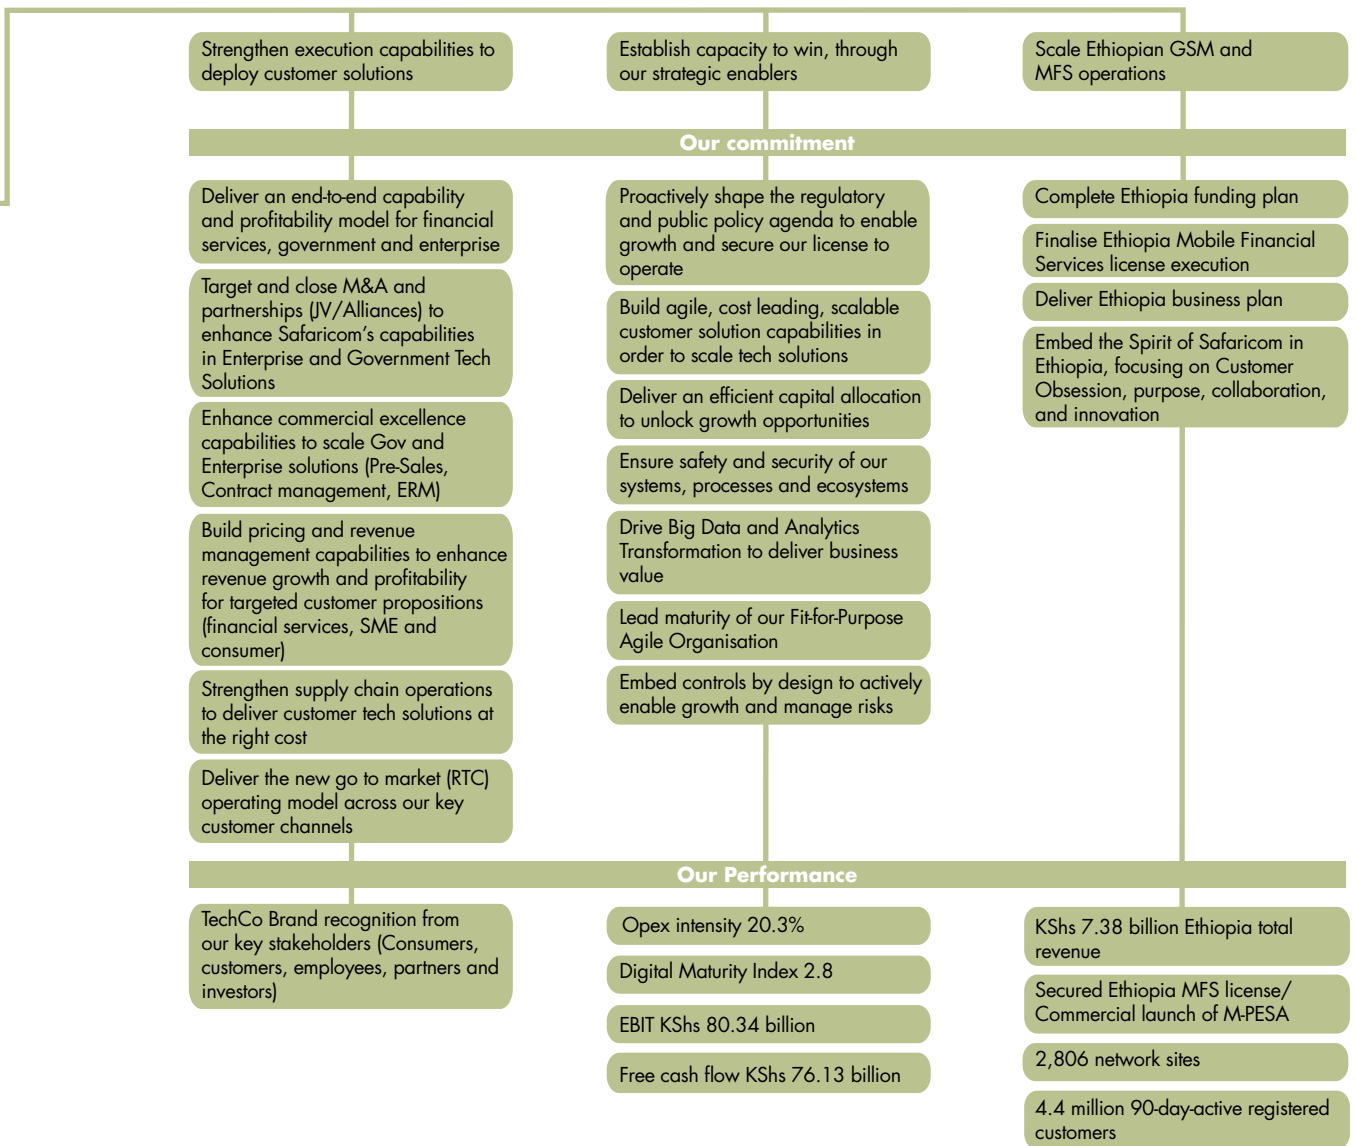 Strengthen execution capabilities to
deploy customer solutions
Establish capacity to win, through
our strategic enablers
Scale Ethiopian GSM and
MFS operations
Our commitment
Deliver an end-to-end capability
and profitability model for financial
services, government and enterprise
Target and close M&A and
partnerships (JV/Alliances) to
enhance Safaricom's capabilities
in Enterprise and Government Tech
Solutions
Enhance commercial excellence
capabilities to scale Gov and
Enterprise solutions (Pre-Sales,
Contract management, ERM)
Build pricing and revenue
management capabilities to enhance
revenue growth and profitability
for targeted customer propositions
(financial services, SME and
consumer)
Strengthen supply chain operations
to deliver customer tech solutions at
the right cost
Deliver the new go to market (RTC)
operating model across our key
customer channels
Proactively shape the regulatory
and public policy agenda to enable
growth and secure our license to
operate
Build agile, cost leading, scalable
customer solution capabilities in
order to scale tech solutions
Deliver an efficient capital allocation
to unlock growth opportunities
Ensure safety and security of our
systems, processes and ecosystems
Drive Big Data and Analytics
Transformation to deliver business
value
Lead maturity of our Fit-for-Purpose
Agile Organisation
Embed controls by design to actively
enable growth and manage risks
Complete Ethiopia funding plan
Finalise Ethiopia Mobile Financial
Services license execution
Deliver Ethiopia business plan
Embed the Spirit of Safaricom in
Ethiopia, focusing on Customer
Obsession, purpose, collaboration,
and innovation
Our Performance
TechCo Brand recognition from
our key stakeholders (Consumers,
customers, employees, partners and
investors)
Opex intensity 20.3%
Digital Maturity Index 2.8
EBIT KShs 80.34 billion
Free cash flow KShs 76.13 billion
KShs 7.38 billion Ethiopia total
revenue
Secured Ethiopia MFS license/
Commercial launch of M-PESA
2,806 network sites
4.4 million 90-day-active registered
customers